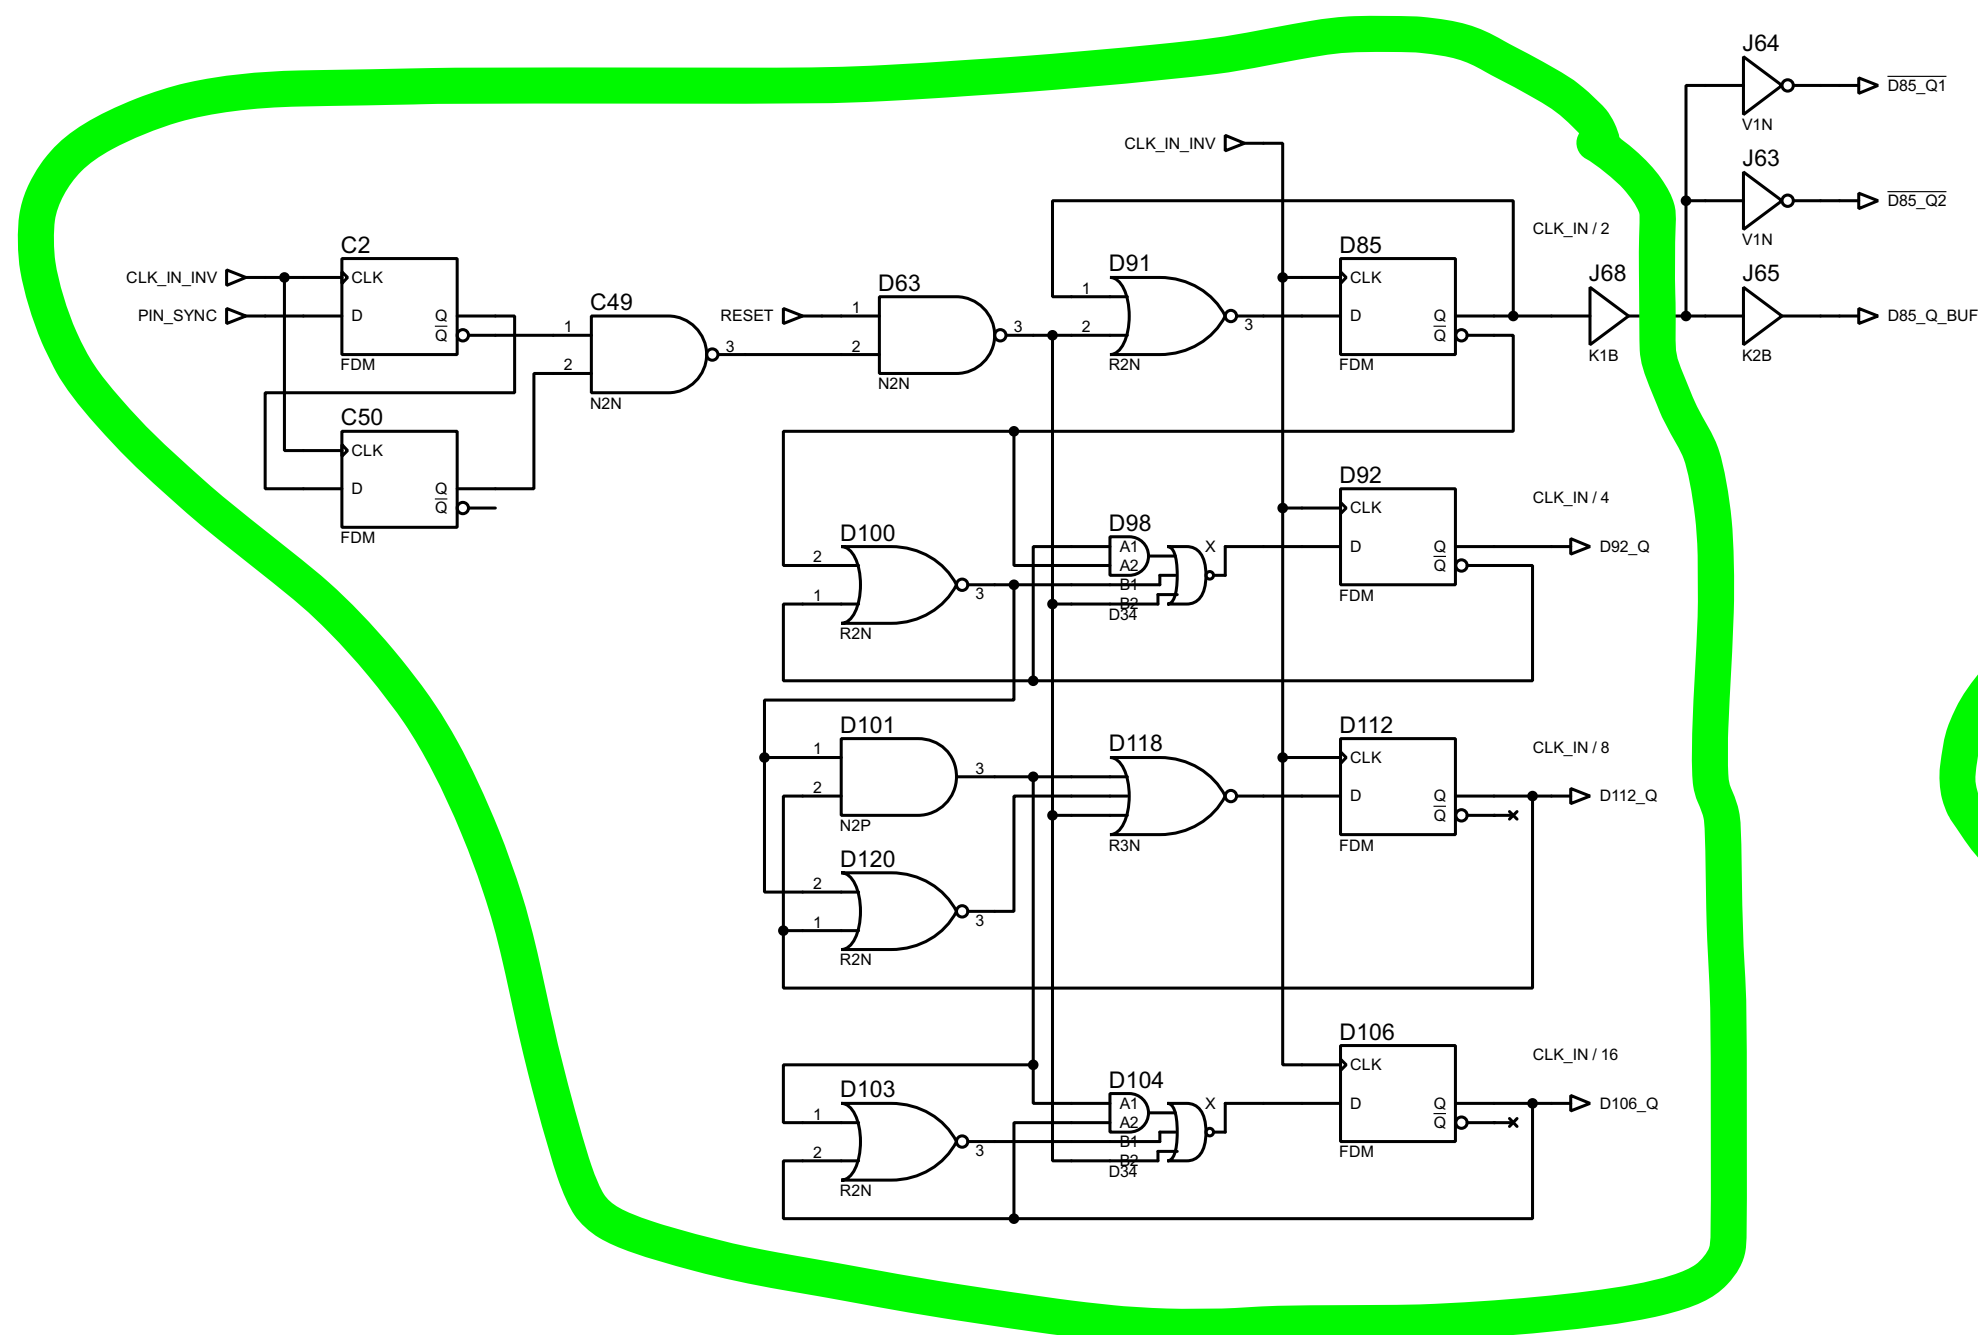 J64
D85_Q1
V1N
CLK_IN_INV
J63
D85_Q2
V1N
CLK_IN / 2
C2
CLK_IN_INV
CLK
PIN_SYNC
D
Q
Q
FDM
C49
1
2
3
N2N
D63
RESET
1
2
3
N2N
D91
1
2
3
R2N
D85
CLK
D
Q
Q
FDM
J68
K1B
J65
D85_Q_BUF
K2B
C50
CLK
D
Q
Q
FDM
D100
2
1
3
R2N
D98
A1
A2
B1
B2
X
D34
D92
CLK
D
Q
Q
FDM
CLK_IN / 4
D92_Q
D101
1
2
3
N2P
D118
R3N
D112
CLK
D
Q
Q
FDM
CLK_IN / 8
D112_Q
D120
2
1
3
R2N
D103
1
2
3
R2N
D104
A1
A2
B1
B2
X
D34
D106
CLK
D
Q
Q
FDM
CLK_IN / 16
D106_Q